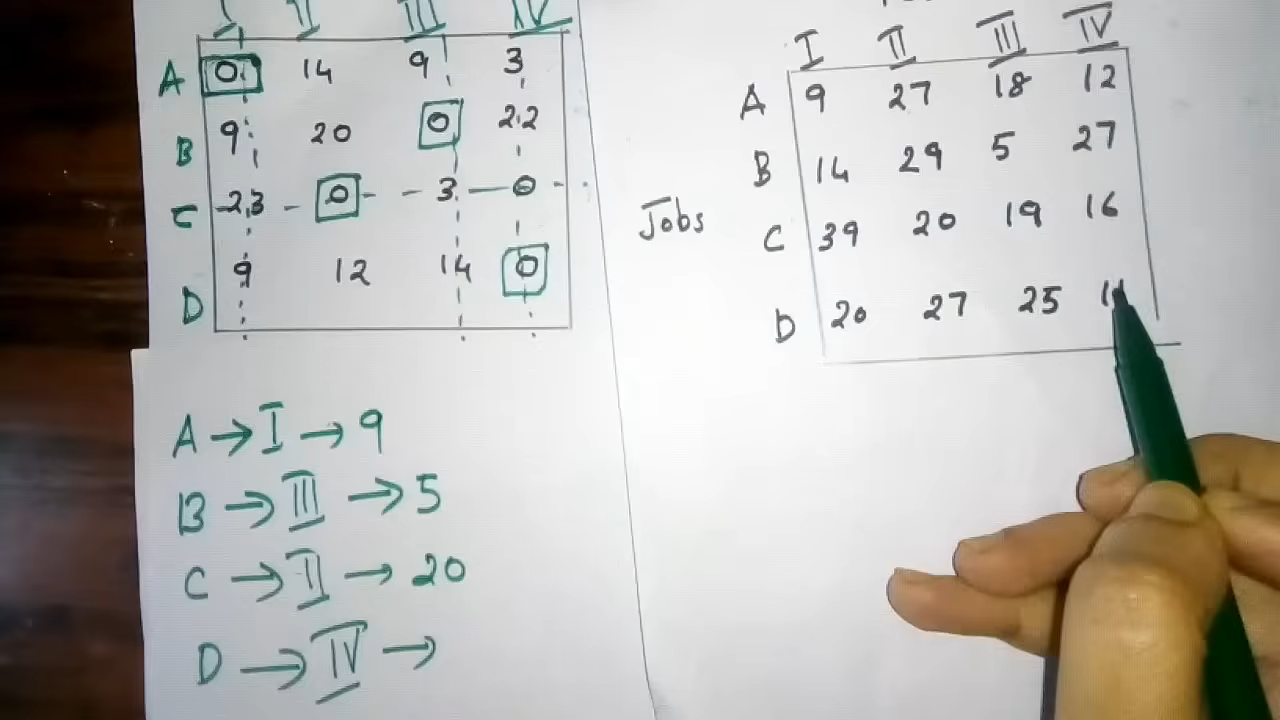 I II III IV
A 0 14 9 3
B 9 20 0 22
C 23 0 3 0
D 9 12 14 0
A → I → 9
B → III → 5
C → II → 20
D → IV →
I II III IV
A 9 27 18 12
B 14 29 5 27
Jobs
C 39 20 19 16
D 20 27 25